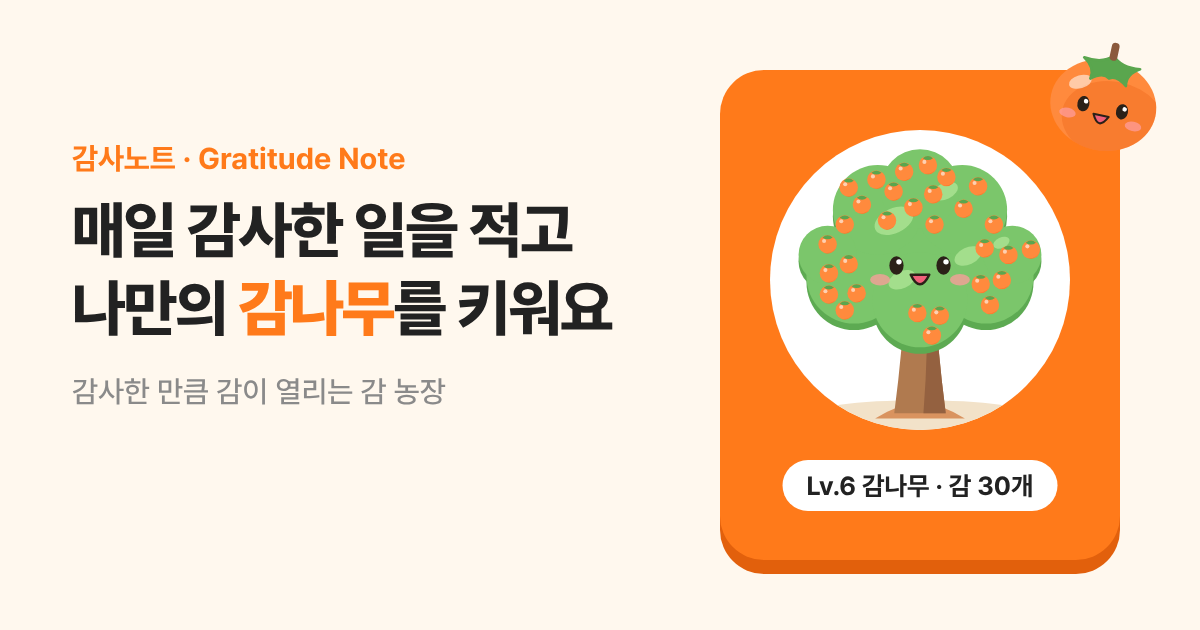 감사노트 · Gratitude Note
매일 감사한 일을 적고
나만의 감나무를 키워요
감사한 만큼 감이 열리는 감 농장
Lv.6 감나무 · 감 30개